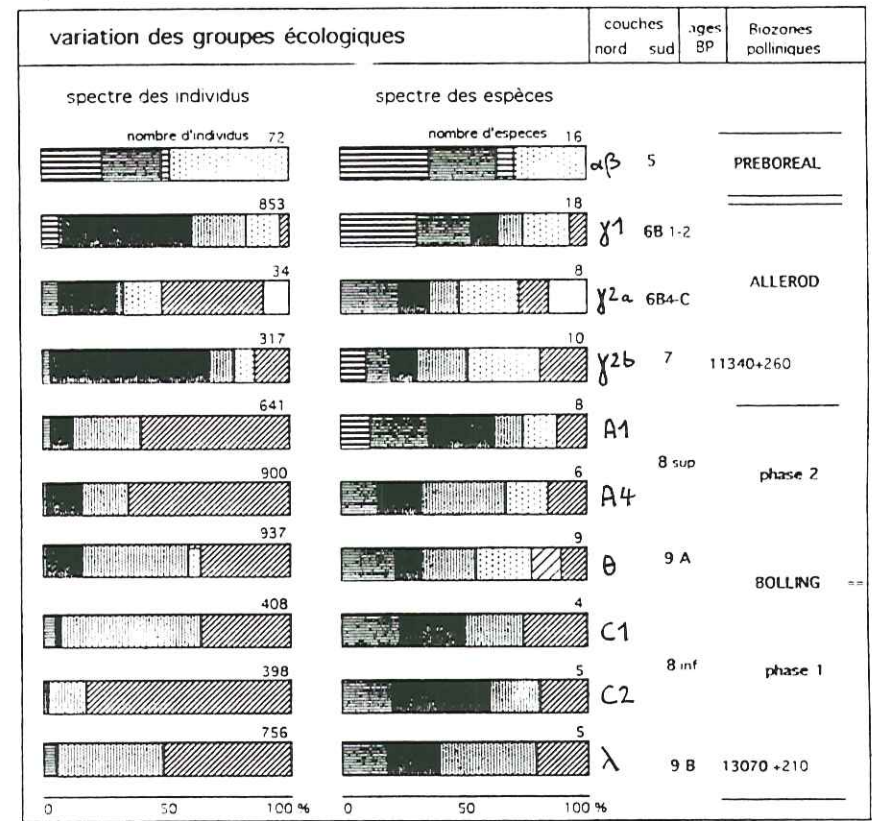 variation des groupes écologiques
couches
nord sud
BP
Biozones
polliniques
spectre des individus
spectre des espèces
nombre d'individus 72
nombre d'especes 16
αβ 5 PREBOREAL
853 18
γ1 6B 1-2
34 8
γ2a 6B4-C ALLEROD
317 10
γ2b 7 11340+260
641 8
A1
8 sup
900 6
A4 phase 2
937 9
θ 9 A
BOLLING ==
408 4
C1
8 inf
398 5
C2 phase 1
756 5
λ 9 B 13070 +210
0 50 100 % 0 50 100 %